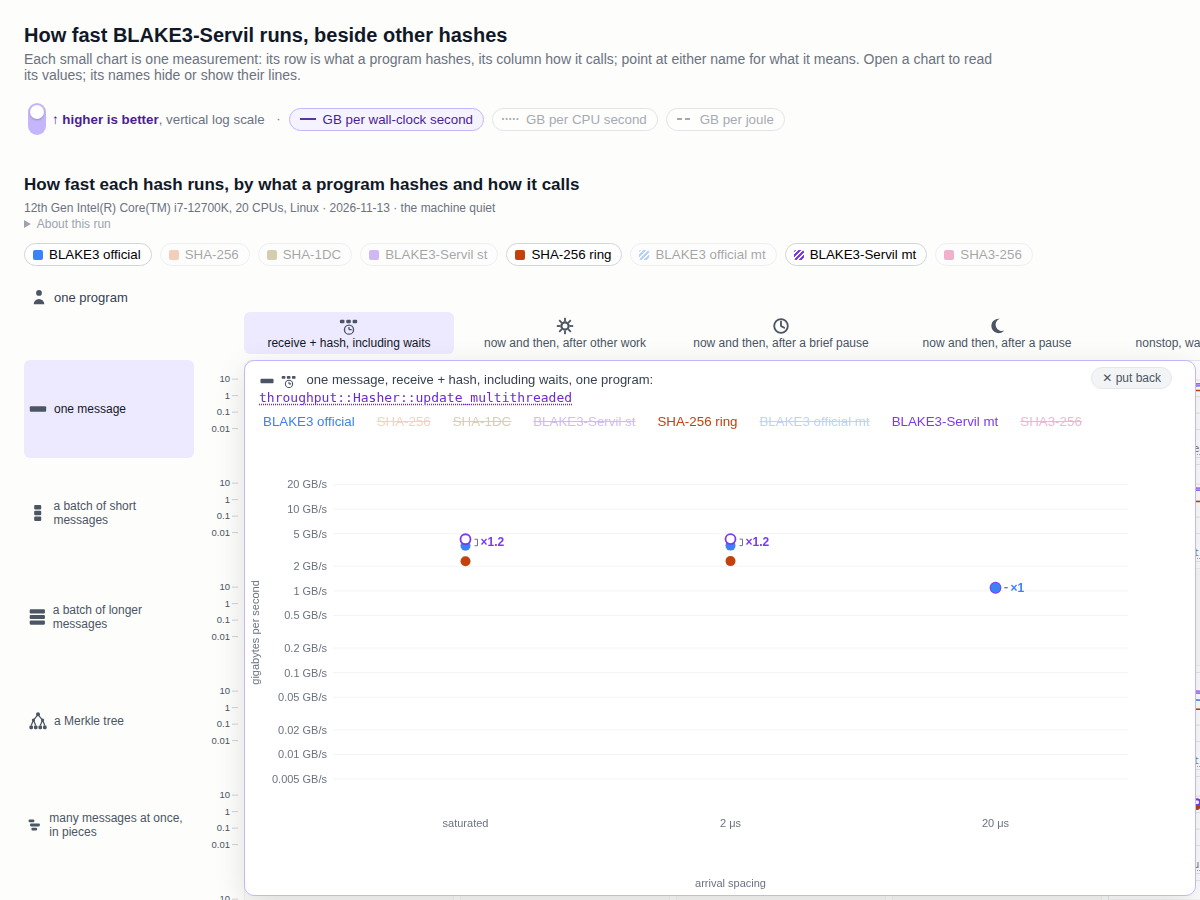 How fast BLAKE3-Servil runs, beside other hashes
Each small chart is one measurement: its row is what a program hashes, its column how it calls; point at either name for what it means. Open a chart to read
its values; its names hide or show their lines.
↑ higher is better, vertical log scale · GB per wall-clock second GB per CPU second GB per joule
How fast each hash runs, by what a program hashes and how it calls
12th Gen Intel(R) Core(TM) i7-12700K, 20 CPUs, Linux · 2026-11-13 · the machine quiet
▶ About this run
BLAKE3 official SHA-256 SHA-1DC BLAKE3-Servil st SHA-256 ring BLAKE3 official mt BLAKE3-Servil mt SHA3-256
one program
receive + hash, including waits now and then, after other work now and then, after a brief pause now and then, after a pause nonstop, wa
one message
10
1
0.1
0.01
a batch of short
messages
10
1
0.1
0.01
a batch of longer
messages
10
1
0.1
0.01
a Merkle tree
10
1
0.1
0.01
many messages at once,
in pieces
10
1
0.1
0.01
10
one message, receive + hash, including waits, one program:
✕ put back
throughput::Hasher::update_multithreaded
BLAKE3 official SHA-256 SHA-1DC BLAKE3-Servil st SHA-256 ring BLAKE3 official mt BLAKE3-Servil mt SHA3-256
gigabytes per second
20 GB/s
10 GB/s
5 GB/s
2 GB/s
1 GB/s
0.5 GB/s
0.2 GB/s
0.1 GB/s
0.05 GB/s
0.02 GB/s
0.01 GB/s
0.005 GB/s
×1.2
×1.2
×1
saturated 2 μs 20 μs
arrival spacing